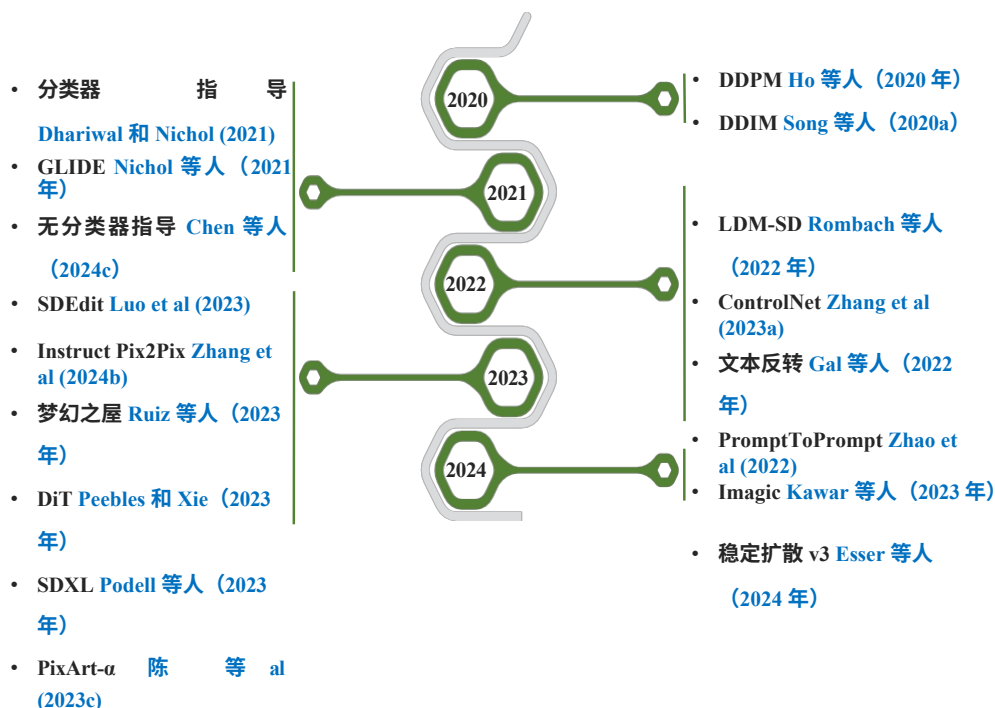 • 分类器 指 导
Dhariwal 和 Nichol (2021)
• GLIDE Nichol 等人（2021
年）
• 无分类器指导 Chen 等人
（2024c）
• SDEdit Luo et al (2023)
• Instruct Pix2Pix Zhang et
al (2024b)
• 梦幻之屋 Ruiz 等人（2023
年）
• DiT Peebles 和 Xie（2023
年）
• SDXL Podell 等人（2023
年）
• PixArt-α 陈 等 al
(2023c)
2020
2021
2022
2023
2024
• DDPM Ho 等人（2020 年）
• DDIM Song 等人（2020a）
• LDM-SD Rombach 等人
（2022 年）
• ControlNet Zhang et al
(2023a)
• 文本反转 Gal 等人（2022
年）
• PromptToPrompt Zhao et
al (2022)
• Imagic Kawar 等人（2023 年）
• 稳定扩散 v3 Esser 等人
（2024 年）